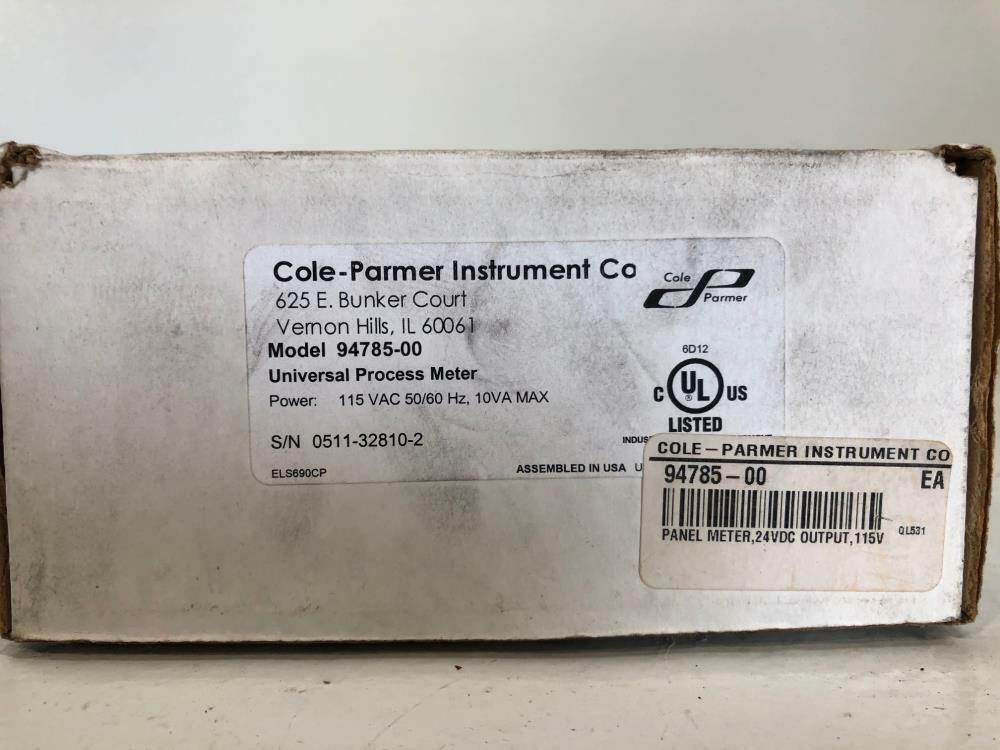 Cole-Parmer Instrument Co
625 E. Bunker Court
Vernon Hills, IL 60061
Cole
Parmer
Model 94785-00
Universal Process Meter
Power: 115 VAC 50/60 Hz, 10VA MAX
S/N 0511-32810-2
ELS690CP
ASSEMBLED IN USA
6D12
C UL ® US
LISTED
COLE-PARMER INSTRUMENT CO
94785-00
EA
PANEL METER,24VDC OUTPUT,115V
QL531